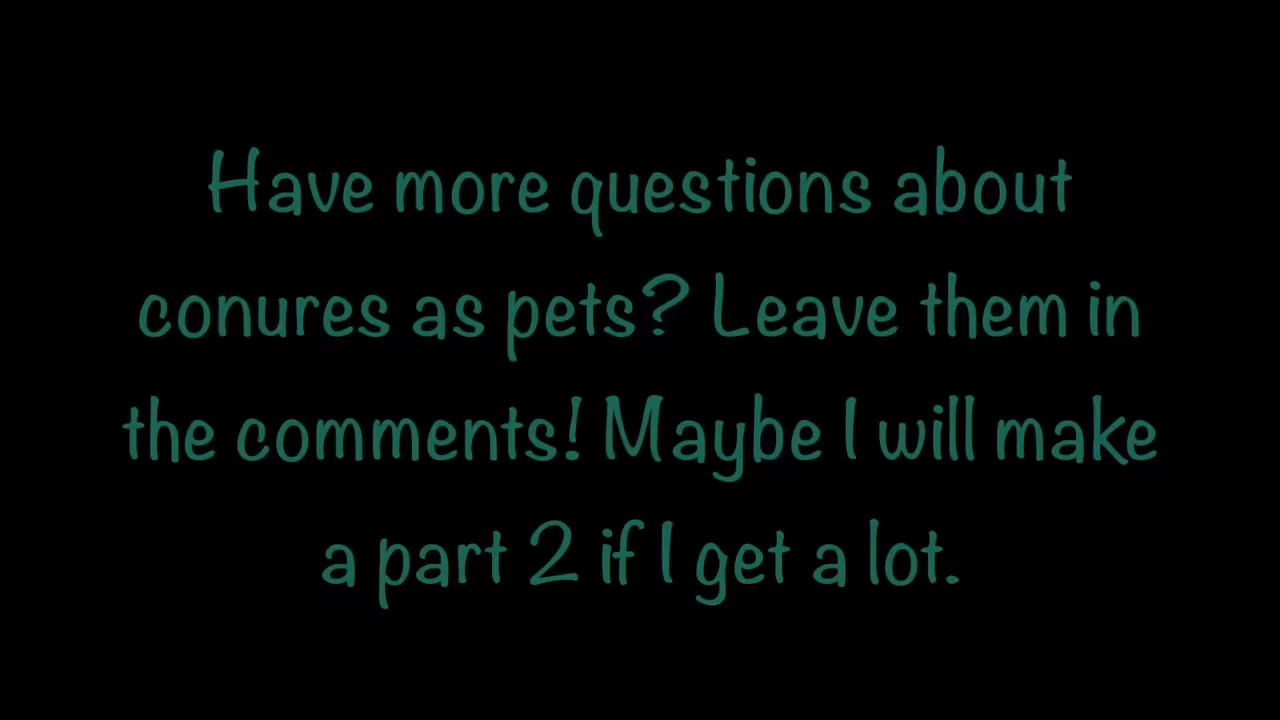 Have more questions about
conures as pets? Leave them in
the comments! Maybe I will make
a part 2 if I get a lot.